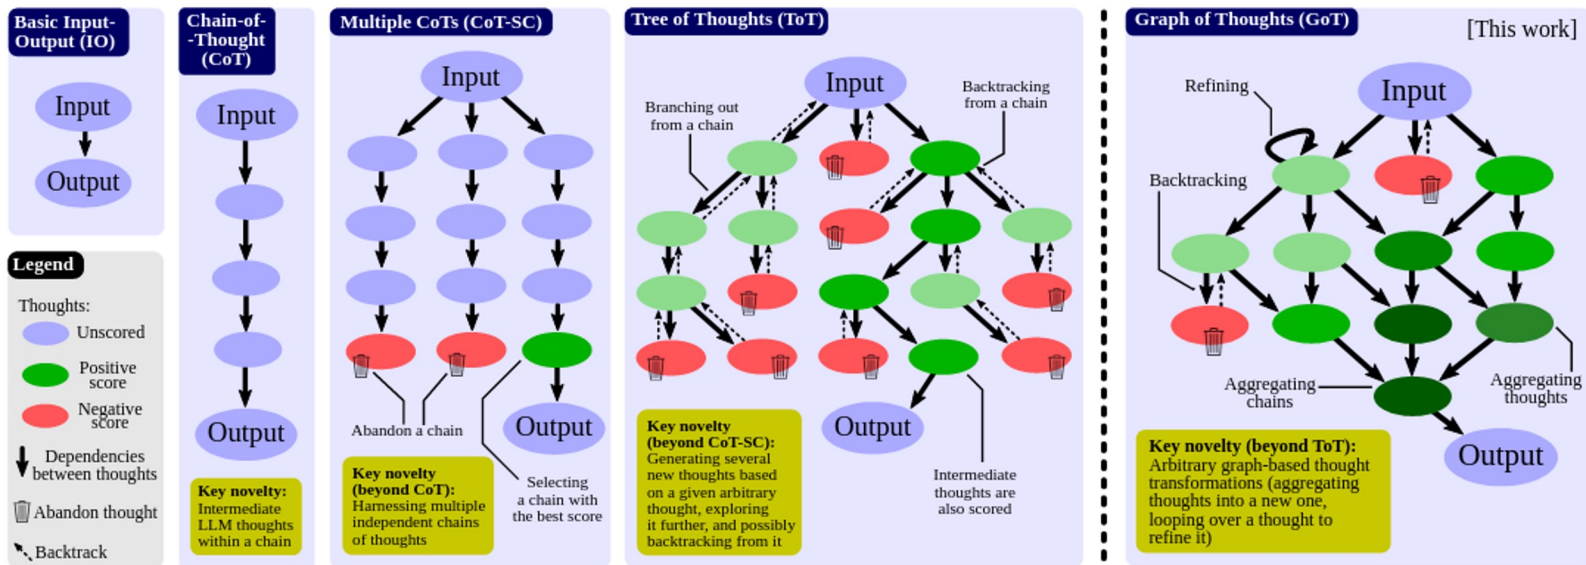 Basic Input-
Output (IO)
Input
Output
Legend
Thoughts:
Unscored
Positive
score
Negative
score
Dependencies
between thoughts
Abandon thought
Backtrack
Chain-of-
-Thought
(CoT)
Input
Output
Key novelty:
Intermediate
LLM thoughts
within a chain
Multiple CoTs (CoT-SC)
Input
Abandon a chain
Output
Key novelty
(beyond CoT):
Harnessing multiple
independent chains
of thoughts
Selecting
a chain with
the best score
Tree of Thoughts (ToT)
Input
Branching out
from a chain
Backtracking
from a chain
Output
Key novelty
(beyond CoT-SC):
Generating several
new thoughts based
on a given arbitrary
thought, exploring
it further, and possibly
backtracking from it
Intermediate
thoughts are
also scored
Graph of Thoughts (GoT)
[This work]
Refining
Input
Backtracking
Aggregating
chains
Aggregating
thoughts
Output
Key novelty (beyond ToT):
Arbitrary graph-based thought
transformations (aggregating
thoughts into a new one,
looping over a thought to
refine it)